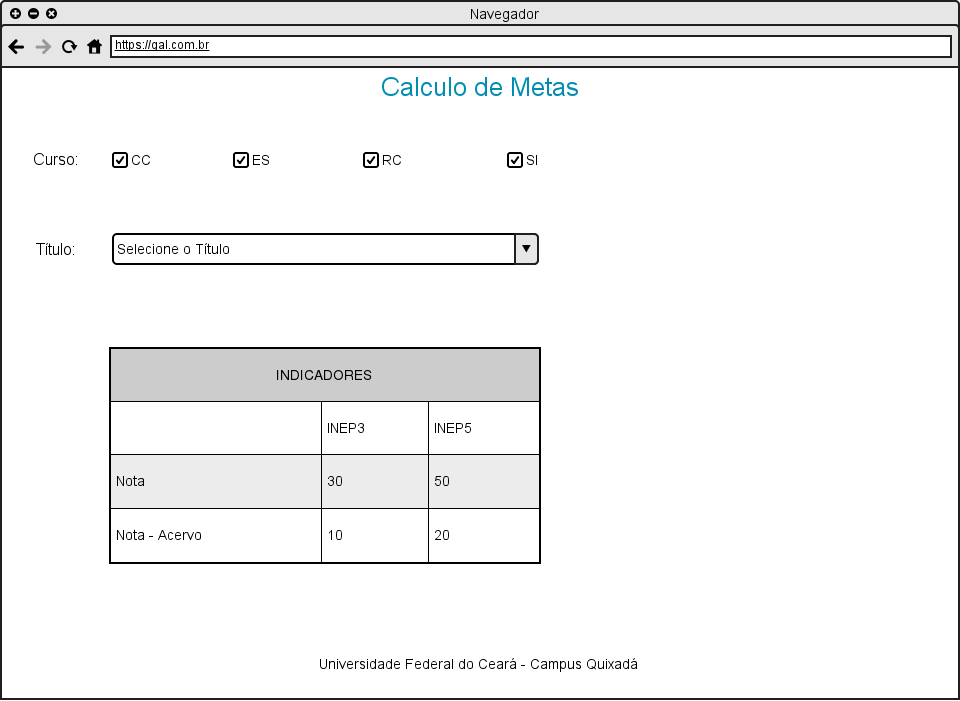 Navegador
https://gal.com.br
Calculo de Metas
Curso: CC ES RC SI
Título: Selecione o Título
INDICADORES
INEP3 INEP5
Nota 30 50
Nota - Acervo 10 20
Universidade Federal do Ceará - Campus Quixadá